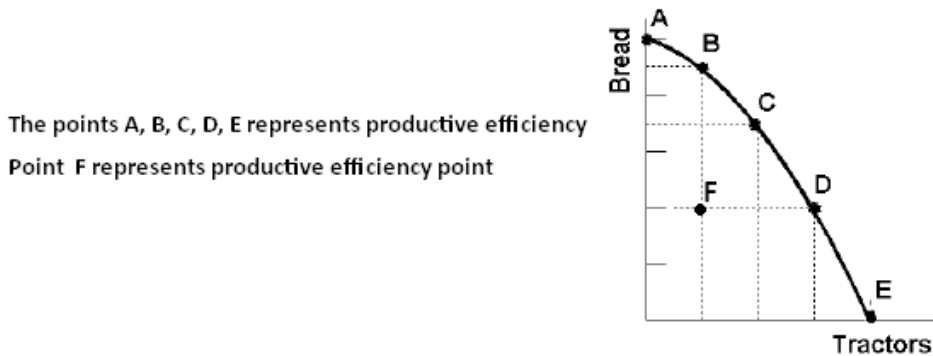 The points A, B, C, D, E represents productive efficiency
Point F represents productive efficiency point
Bread
A
B
C
D
F
E
Tractors